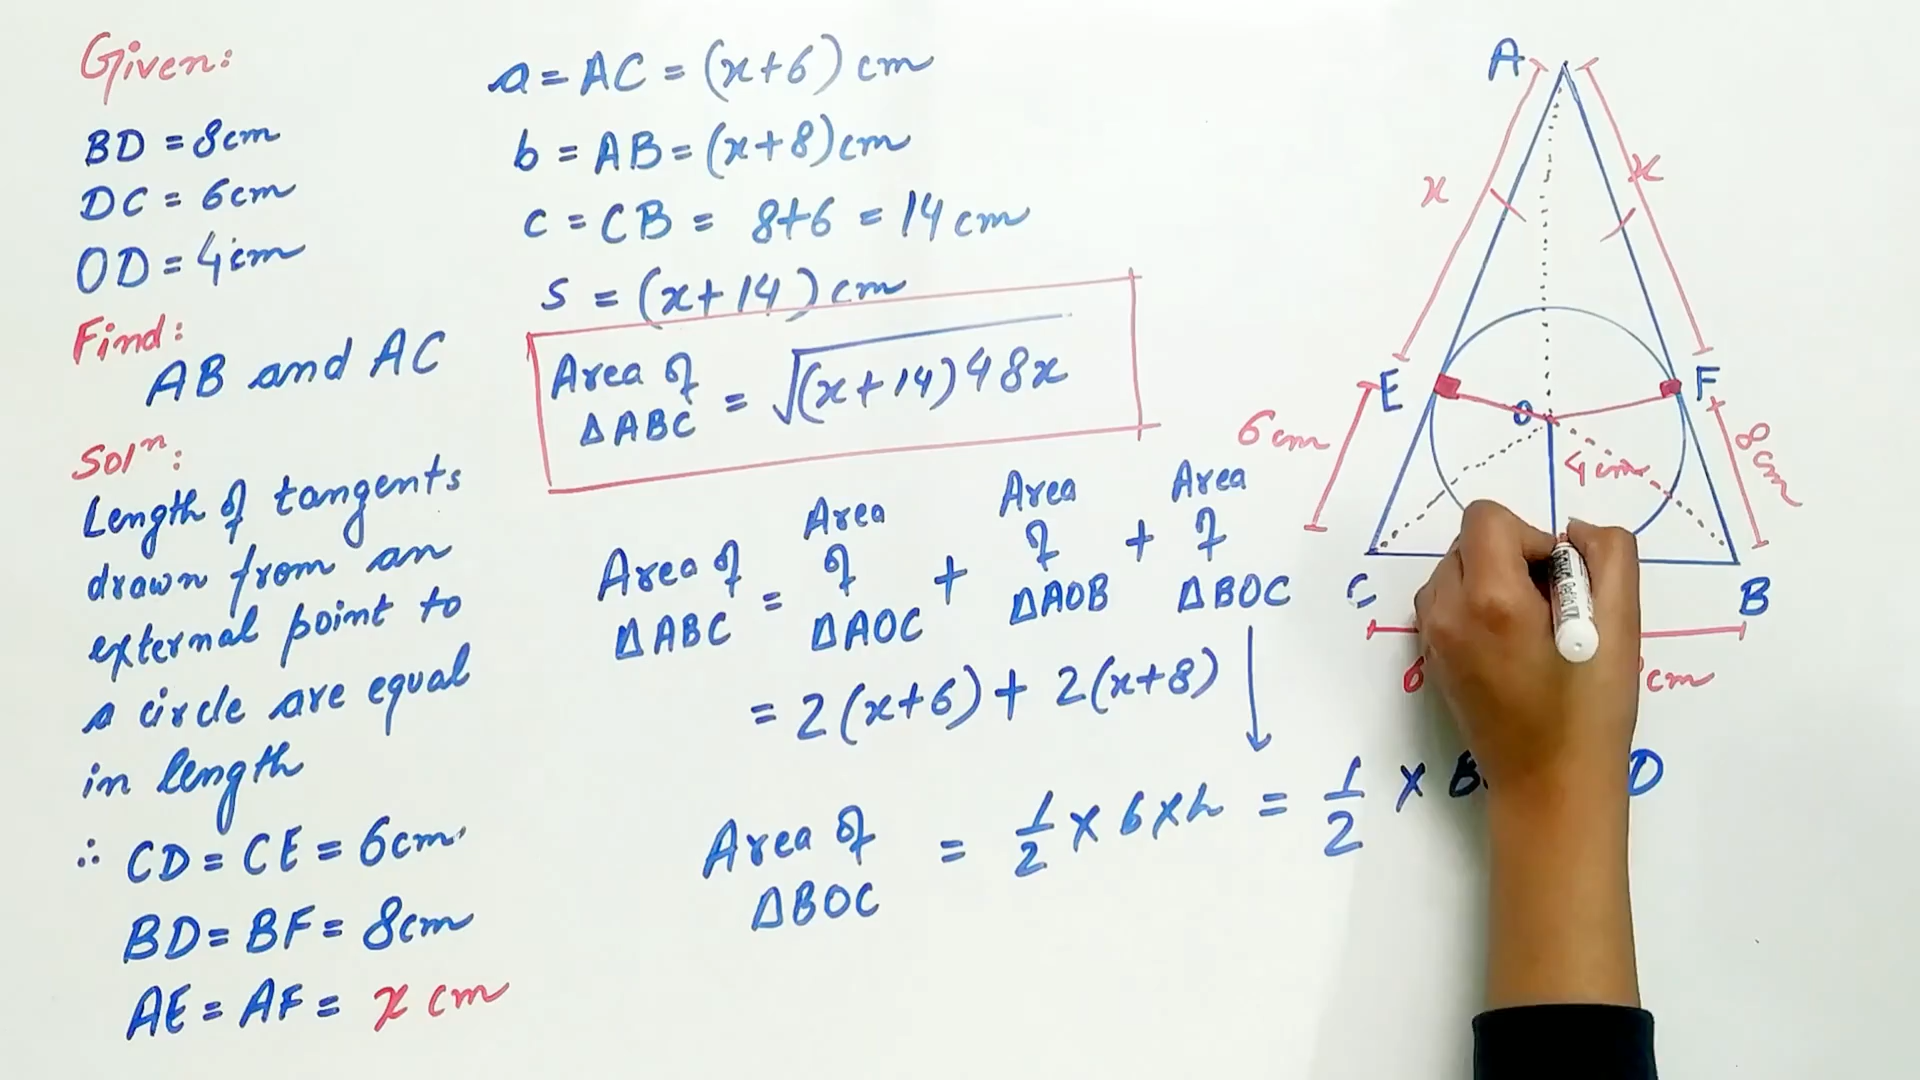 Given:
BD = 8cm
DC = 6cm
OD = 4cm
Find:
AB and AC
Solⁿ:
Length of tangents
drawn from an
external point to
a circle are equal
in length
∴ CD = CE = 6cm
BD = BF = 8cm
AE = AF = x cm
a = AC = (x+6) cm
b = AB = (x+8) cm
c = CB = 8+6 = 14 cm
s = (x+14) cm
Area of
ΔABC = √(x+14)48x
Area of ΔABC = Area of ΔAOC + Area of ΔAOB + Area of ΔBOC
= 2(x+6) + 2(x+8)
Area of
ΔBOC = 1/2 × b × h = 1/2 × B D
A
x x
E F
O
6cm 4cm 8cm
C B
6 cm